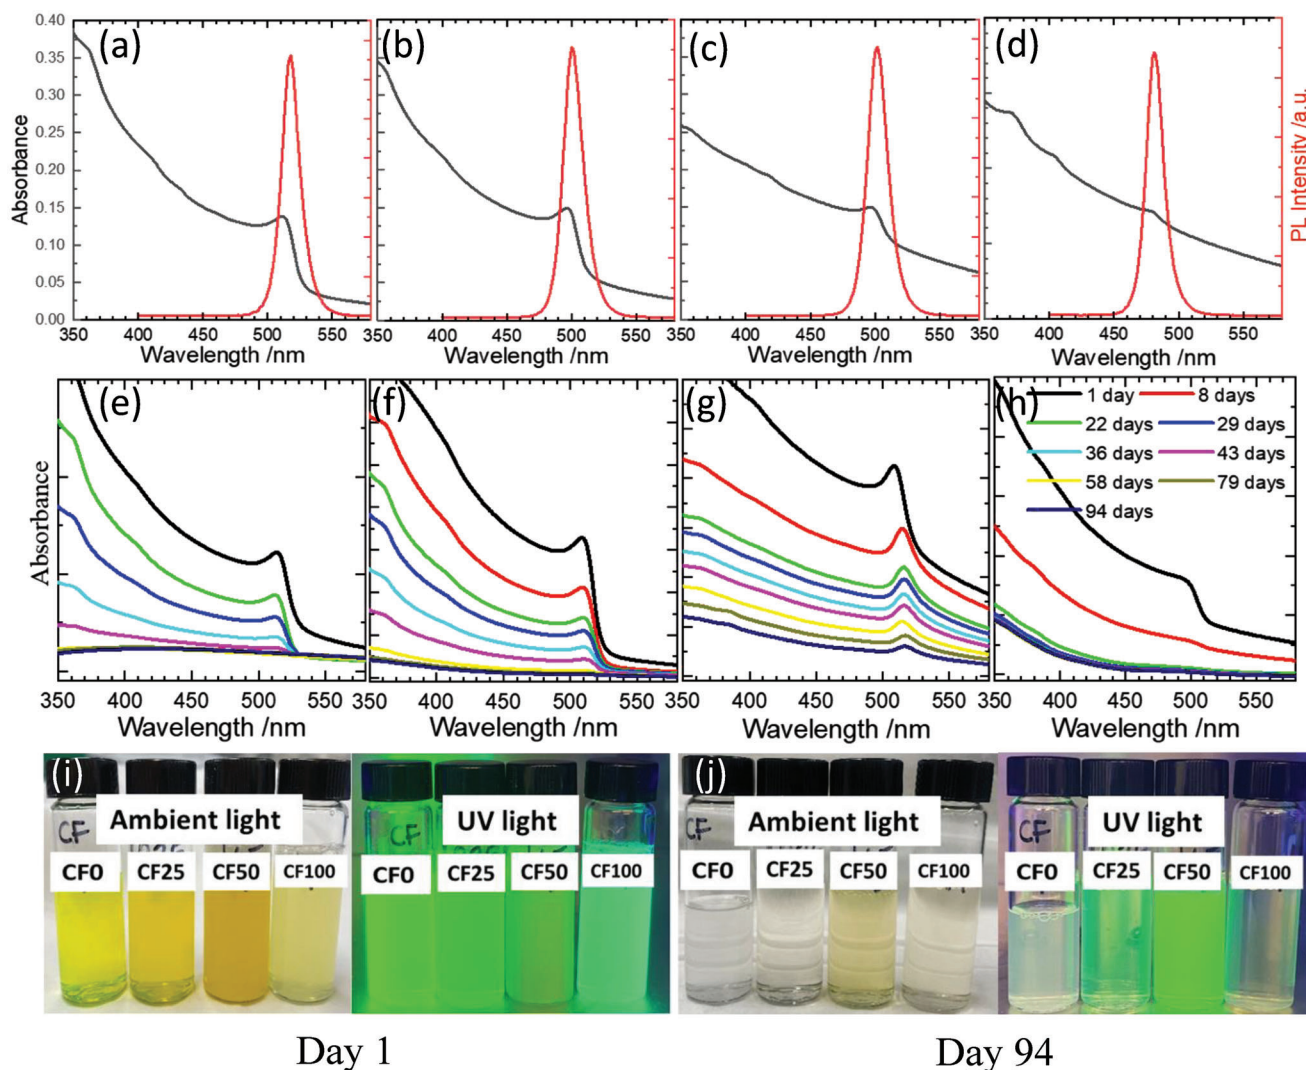 (a) (b) (c) (d)
0.40
0.35
0.30
0.25
0.20
0.15
0.10
0.05
0.00
Absorbance
PL Intensity /a.u.
350 400 450 500 550 350 400 450 500 550 350 400 450 500 550 350 400 450 500 550
Wavelength /nm Wavelength /nm Wavelength /nm Wavelength /nm
(e) (f) (g) (h)
1 day 8 days
22 days 29 days
36 days 43 days
58 days 79 days
94 days
Absorbance
350 400 450 500 550 350 400 450 500 550 350 400 450 500 550 350 400 450 500 550
Wavelength /nm Wavelength /nm Wavelength /nm Wavelength /nm
(i) (j)
Ambient light UV light Ambient light UV light
CF CF CF CF
CF0 CF25 CF50 CF100 CF0 CF25 CF50 CF100 CF0 CF25 CF50 CF100 CF0 CF25 CF50 CF100
Day 1 Day 94